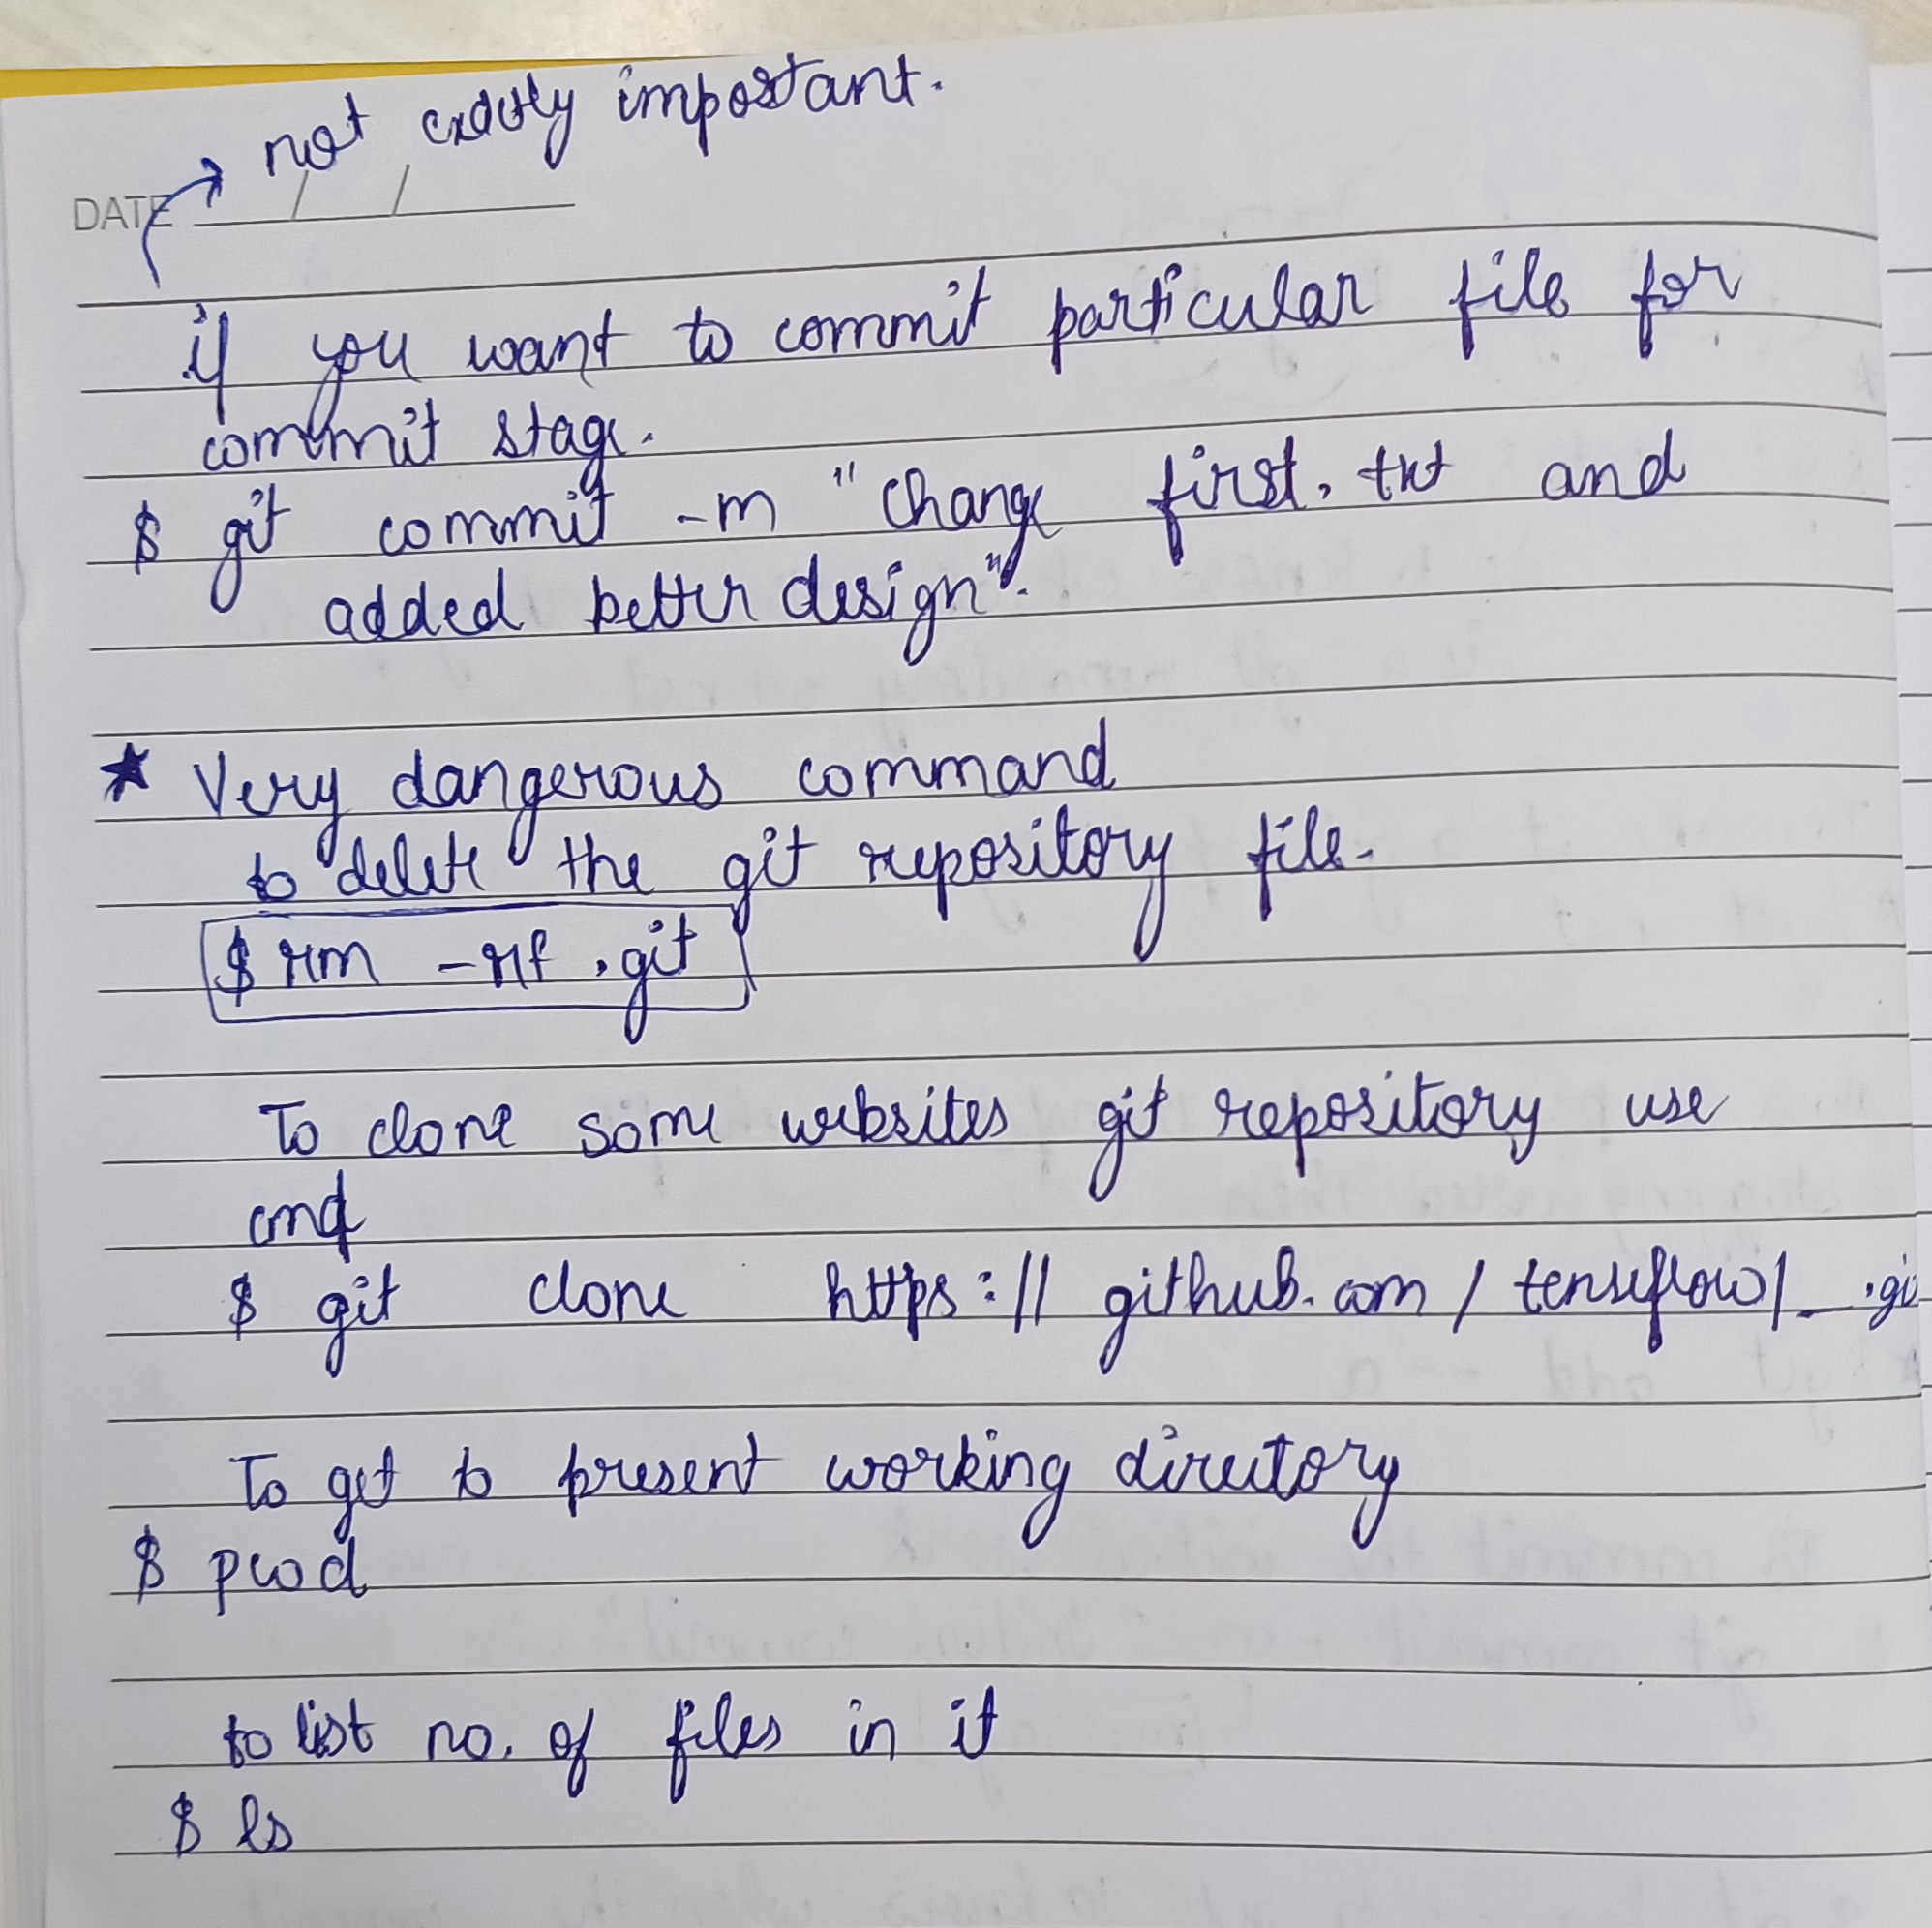 not exactly important.
DATE / /
if you want to commit particular file for
commit stage.
$ git commit -m "change first.txt and
added better design".
★ Very dangerous command
to delete the git repository file.
$ rm -rf .git
To clone some websites git repository use
cmd
$ git clone https://github.com/tenseflow/__.gi
To get to present working directory
$ pwd
to list no. of files in it
$ ls